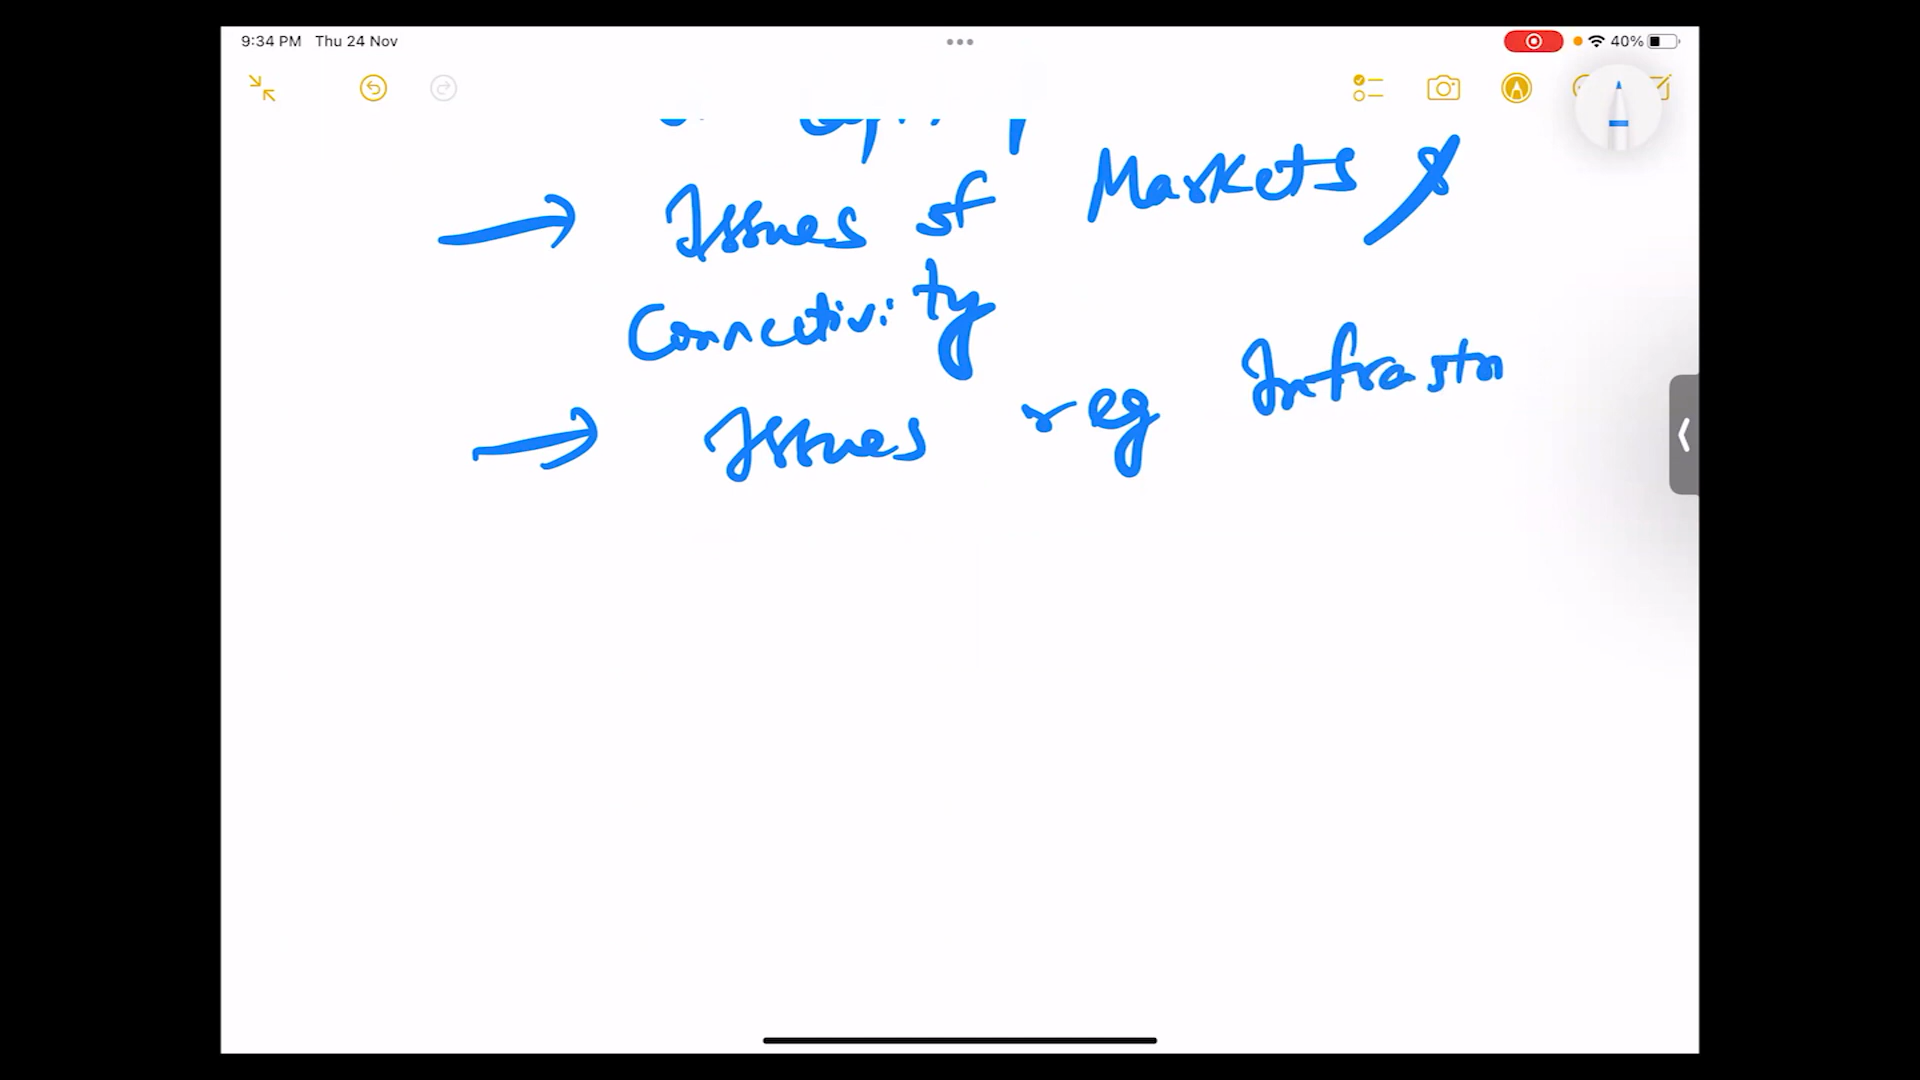 9:34 PM Thu 24 Nov
40%
→ Issues of Markets &
Connectivity
→ Issues reg Infrastr